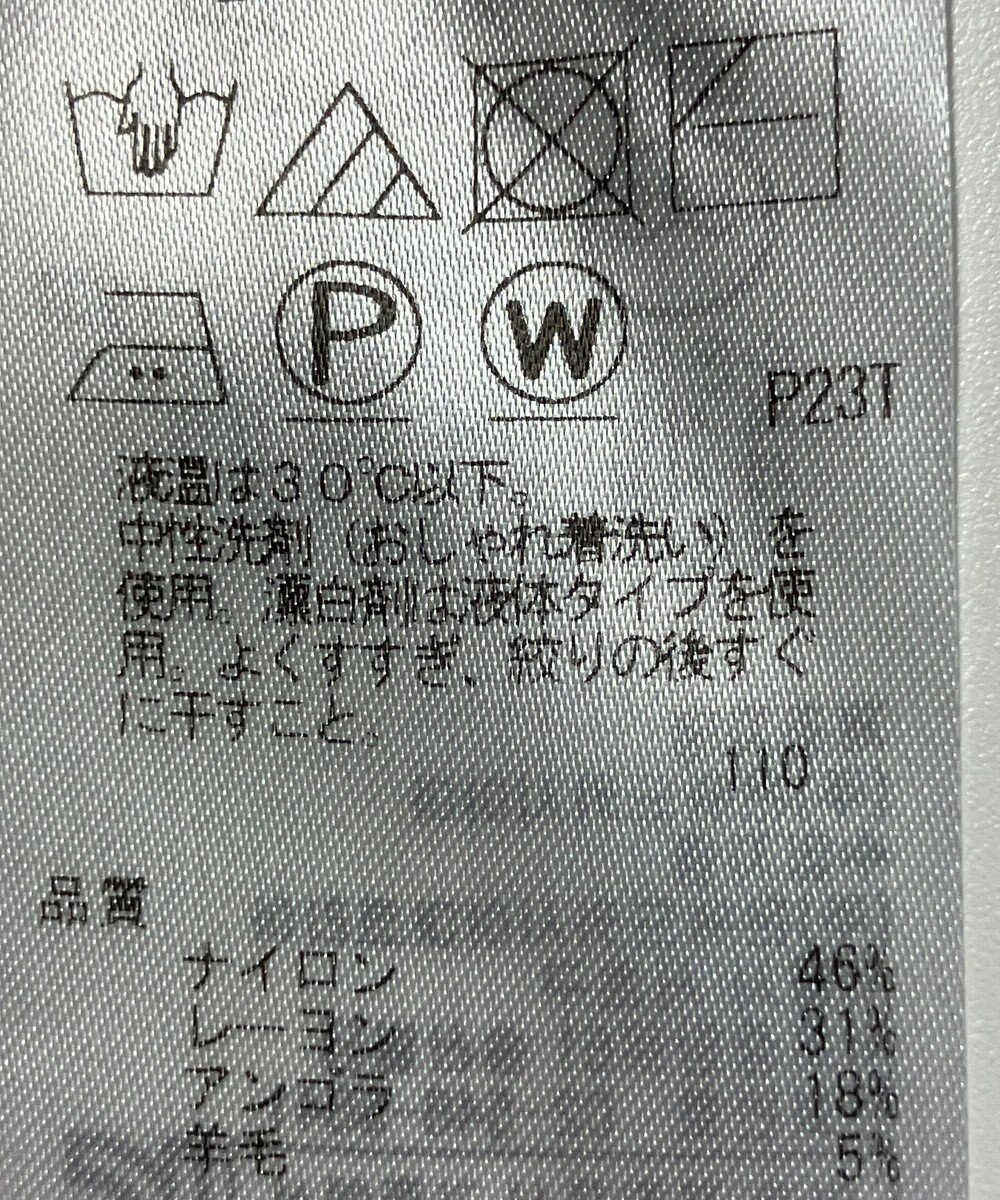 P W
P23T
液温は30℃以下。
中性洗剤（おしゃれ着洗い）を
使用。漂白剤は液体タイプを使
用。よくすすぎ、絞りの後すぐ
に干すこと。
110
品質
ナイロン 46%
レーヨン 31%
アンゴラ 18%
羊毛 5%